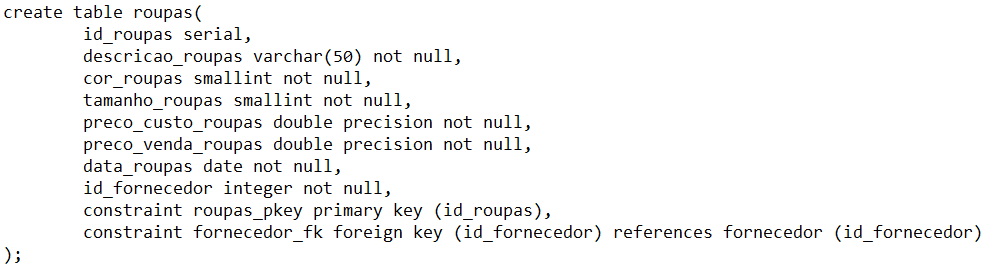 create table roupas(
        id_roupas serial,
        descricao_roupas varchar(50) not null,
        cor_roupas smallint not null,
        tamanho_roupas smallint not null,
        preco_custo_roupas double precision not null,
        preco_venda_roupas double precision not null,
        data_roupas date not null,
        id_fornecedor integer not null,
        constraint roupas_pkey primary key (id_roupas),
        constraint fornecedor_fk foreign key (id_fornecedor) references fornecedor (id_fornecedor)
);